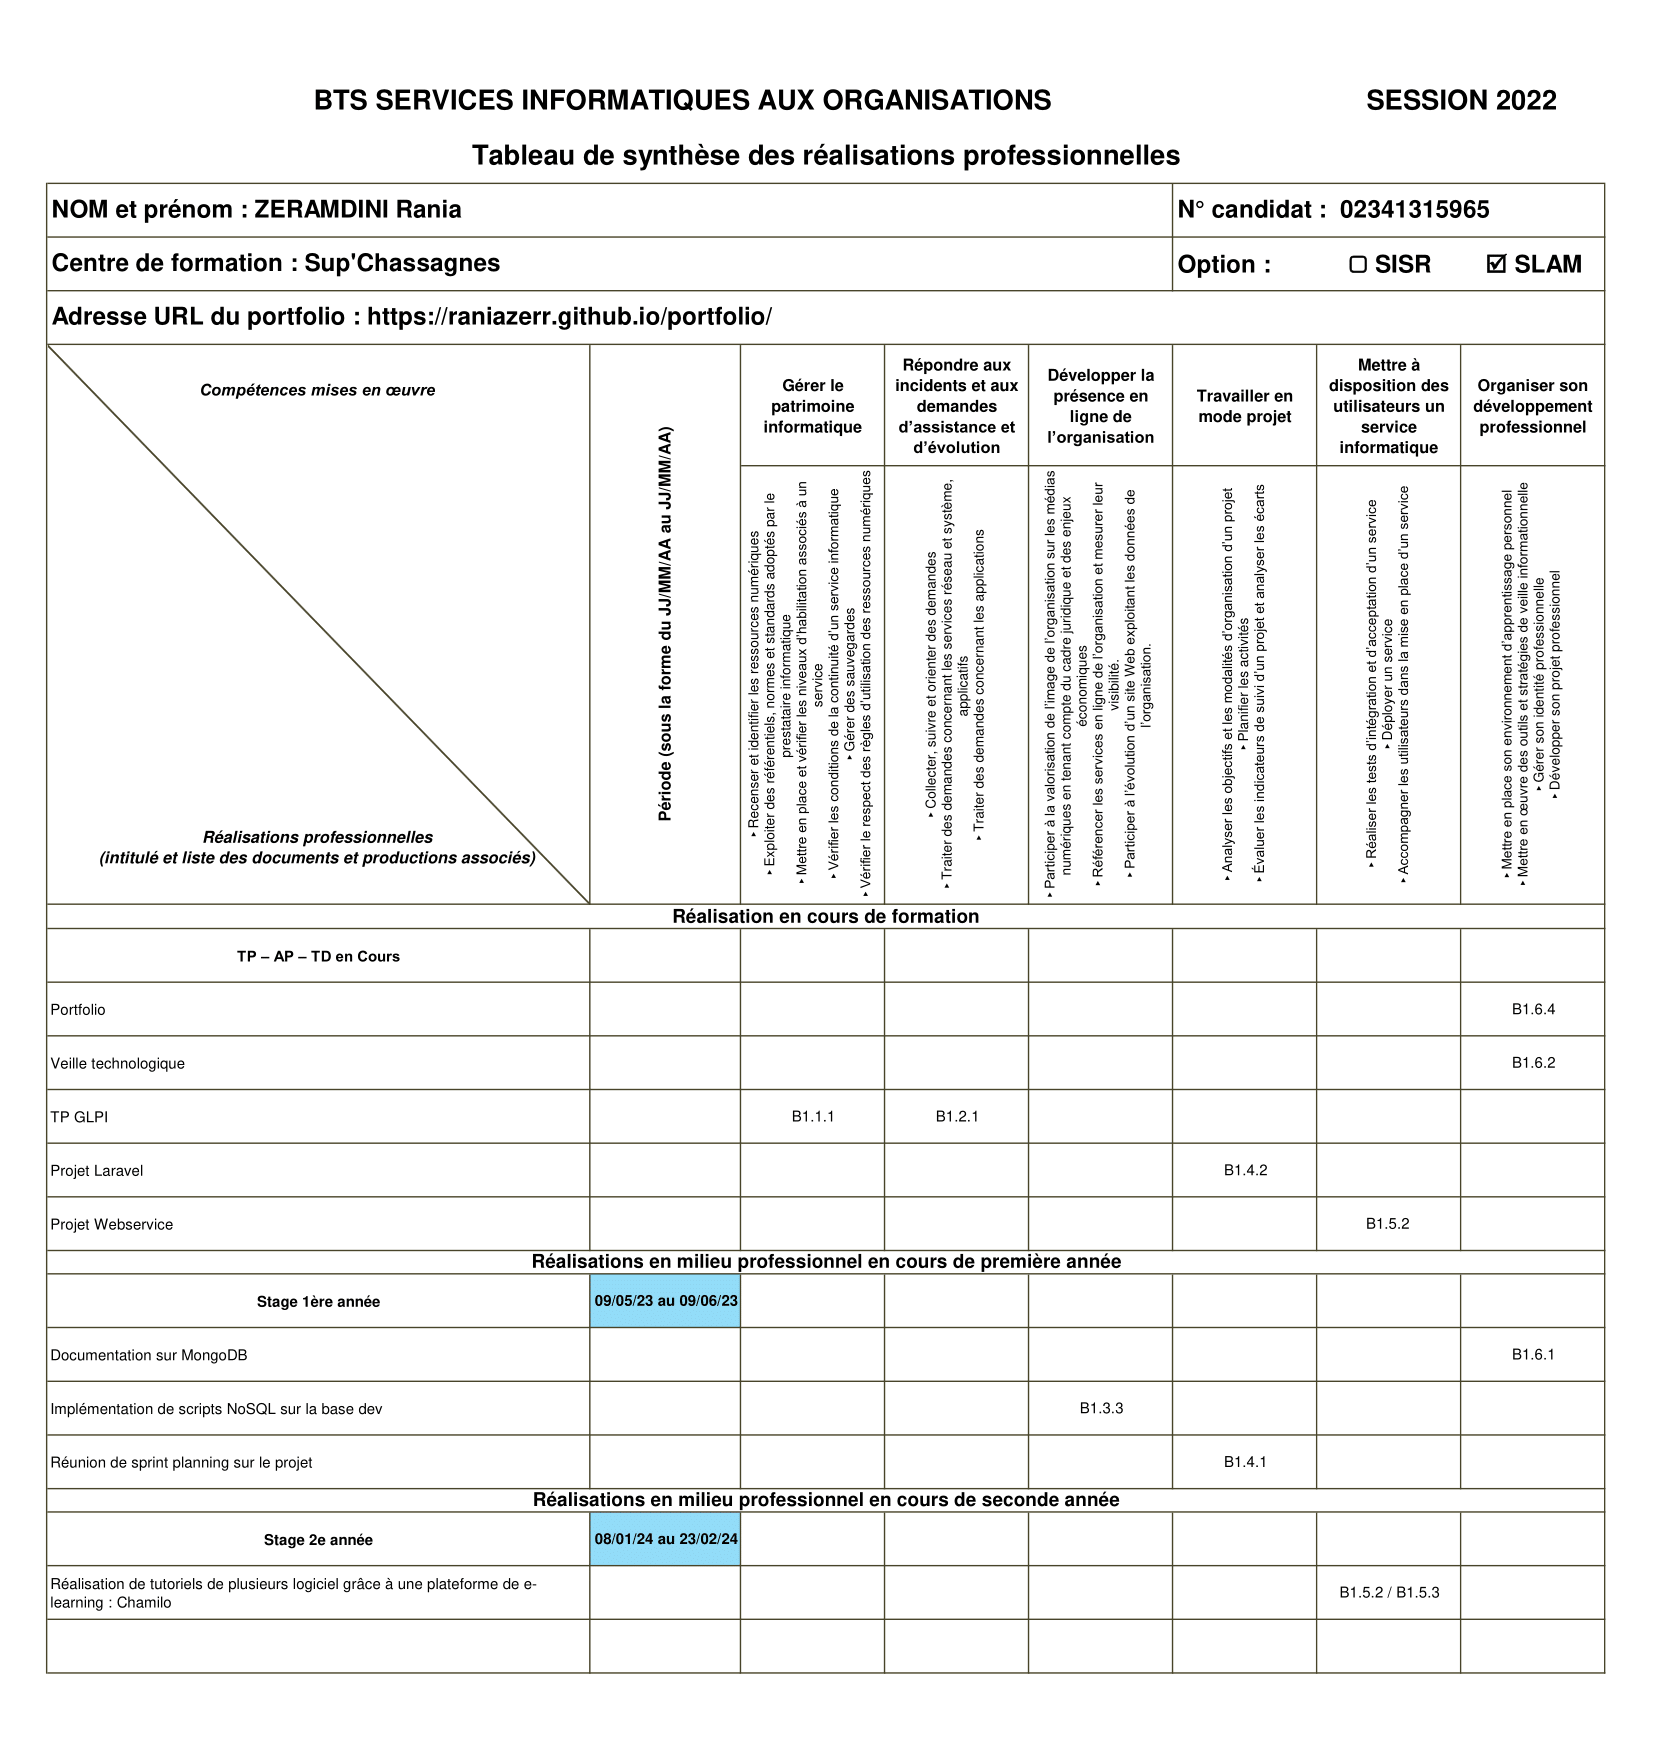 BTS SERVICES INFORMATIQUES AUX ORGANISATIONS SESSION 2022
Tableau de synthèse des réalisations professionnelles
NOM et prénom : ZERAMDINI Rania
N° candidat : 02341315965
Centre de formation : Sup'Chassagnes
Option : ☐ SISR ☑ SLAM
Adresse URL du portfolio : https://raniazerr.github.io/portfolio/
Compétences mises en œuvre
Réalisations professionnelles
(intitulé et liste des documents et productions associés)
Période (sous la forme du JJ/MM/AA au JJ/MM/AA)
Gérer le
patrimoine
informatique
Répondre aux
incidents et aux
demandes
d’assistance et
d’évolution
Développer la
présence en
ligne de
l’organisation
Travailler en
mode projet
Mettre à
disposition des
utilisateurs un
service
informatique
Organiser son
développement
professionnel
‣ Recenser et identifier les ressources numériques
‣ Exploiter des référentiels, normes et standards adoptés par le
prestataire informatique
‣ Mettre en place et vérifier les niveaux d’habilitation associés à un
service
‣ Vérifier les conditions de la continuité d’un service informatique
‣ Gérer des sauvegardes
‣ Vérifier le respect des règles d’utilisation des ressources numériques
‣ Collecter, suivre et orienter des demandes
‣ Traiter des demandes concernant les services réseau et système,
applicatifs
‣ Traiter des demandes concernant les applications
‣ Participer à la valorisation de l’image de l’organisation sur les médias
numériques en tenant compte du cadre juridique et des enjeux
économiques
‣ Référencer les services en ligne de l’organisation et mesurer leur
visibilité.
‣ Participer à l’évolution d’un site Web exploitant les données de
l’organisation.
‣ Analyser les objectifs et les modalités d’organisation d’un projet
‣ Planifier les activités
‣ Évaluer les indicateurs de suivi d’un projet et analyser les écarts
‣ Réaliser les tests d’intégration et d’acceptation d’un service
‣ Déployer un service
‣ Accompagner les utilisateurs dans la mise en place d’un service
‣ Mettre en place son environnement d’apprentissage personnel
‣ Mettre en œuvre des outils et stratégies de veille informationnelle
‣ Gérer son identité professionnelle
‣ Développer son projet professionnel
Réalisation en cours de formation
TP – AP – TD en Cours
Portfolio B1.6.4
Veille technologique B1.6.2
TP GLPI B1.1.1 B1.2.1
Projet Laravel B1.4.2
Projet Webservice B1.5.2
Réalisations en milieu professionnel en cours de première année
Stage 1ère année 09/05/23 au 09/06/23
Documentation sur MongoDB B1.6.1
Implémentation de scripts NoSQL sur la base dev B1.3.3
Réunion de sprint planning sur le projet B1.4.1
Réalisations en milieu professionnel en cours de seconde année
Stage 2e année 08/01/24 au 23/02/24
Réalisation de tutoriels de plusieurs logiciel grâce à une plateforme de e-
learning : Chamilo
B1.5.2 / B1.5.3